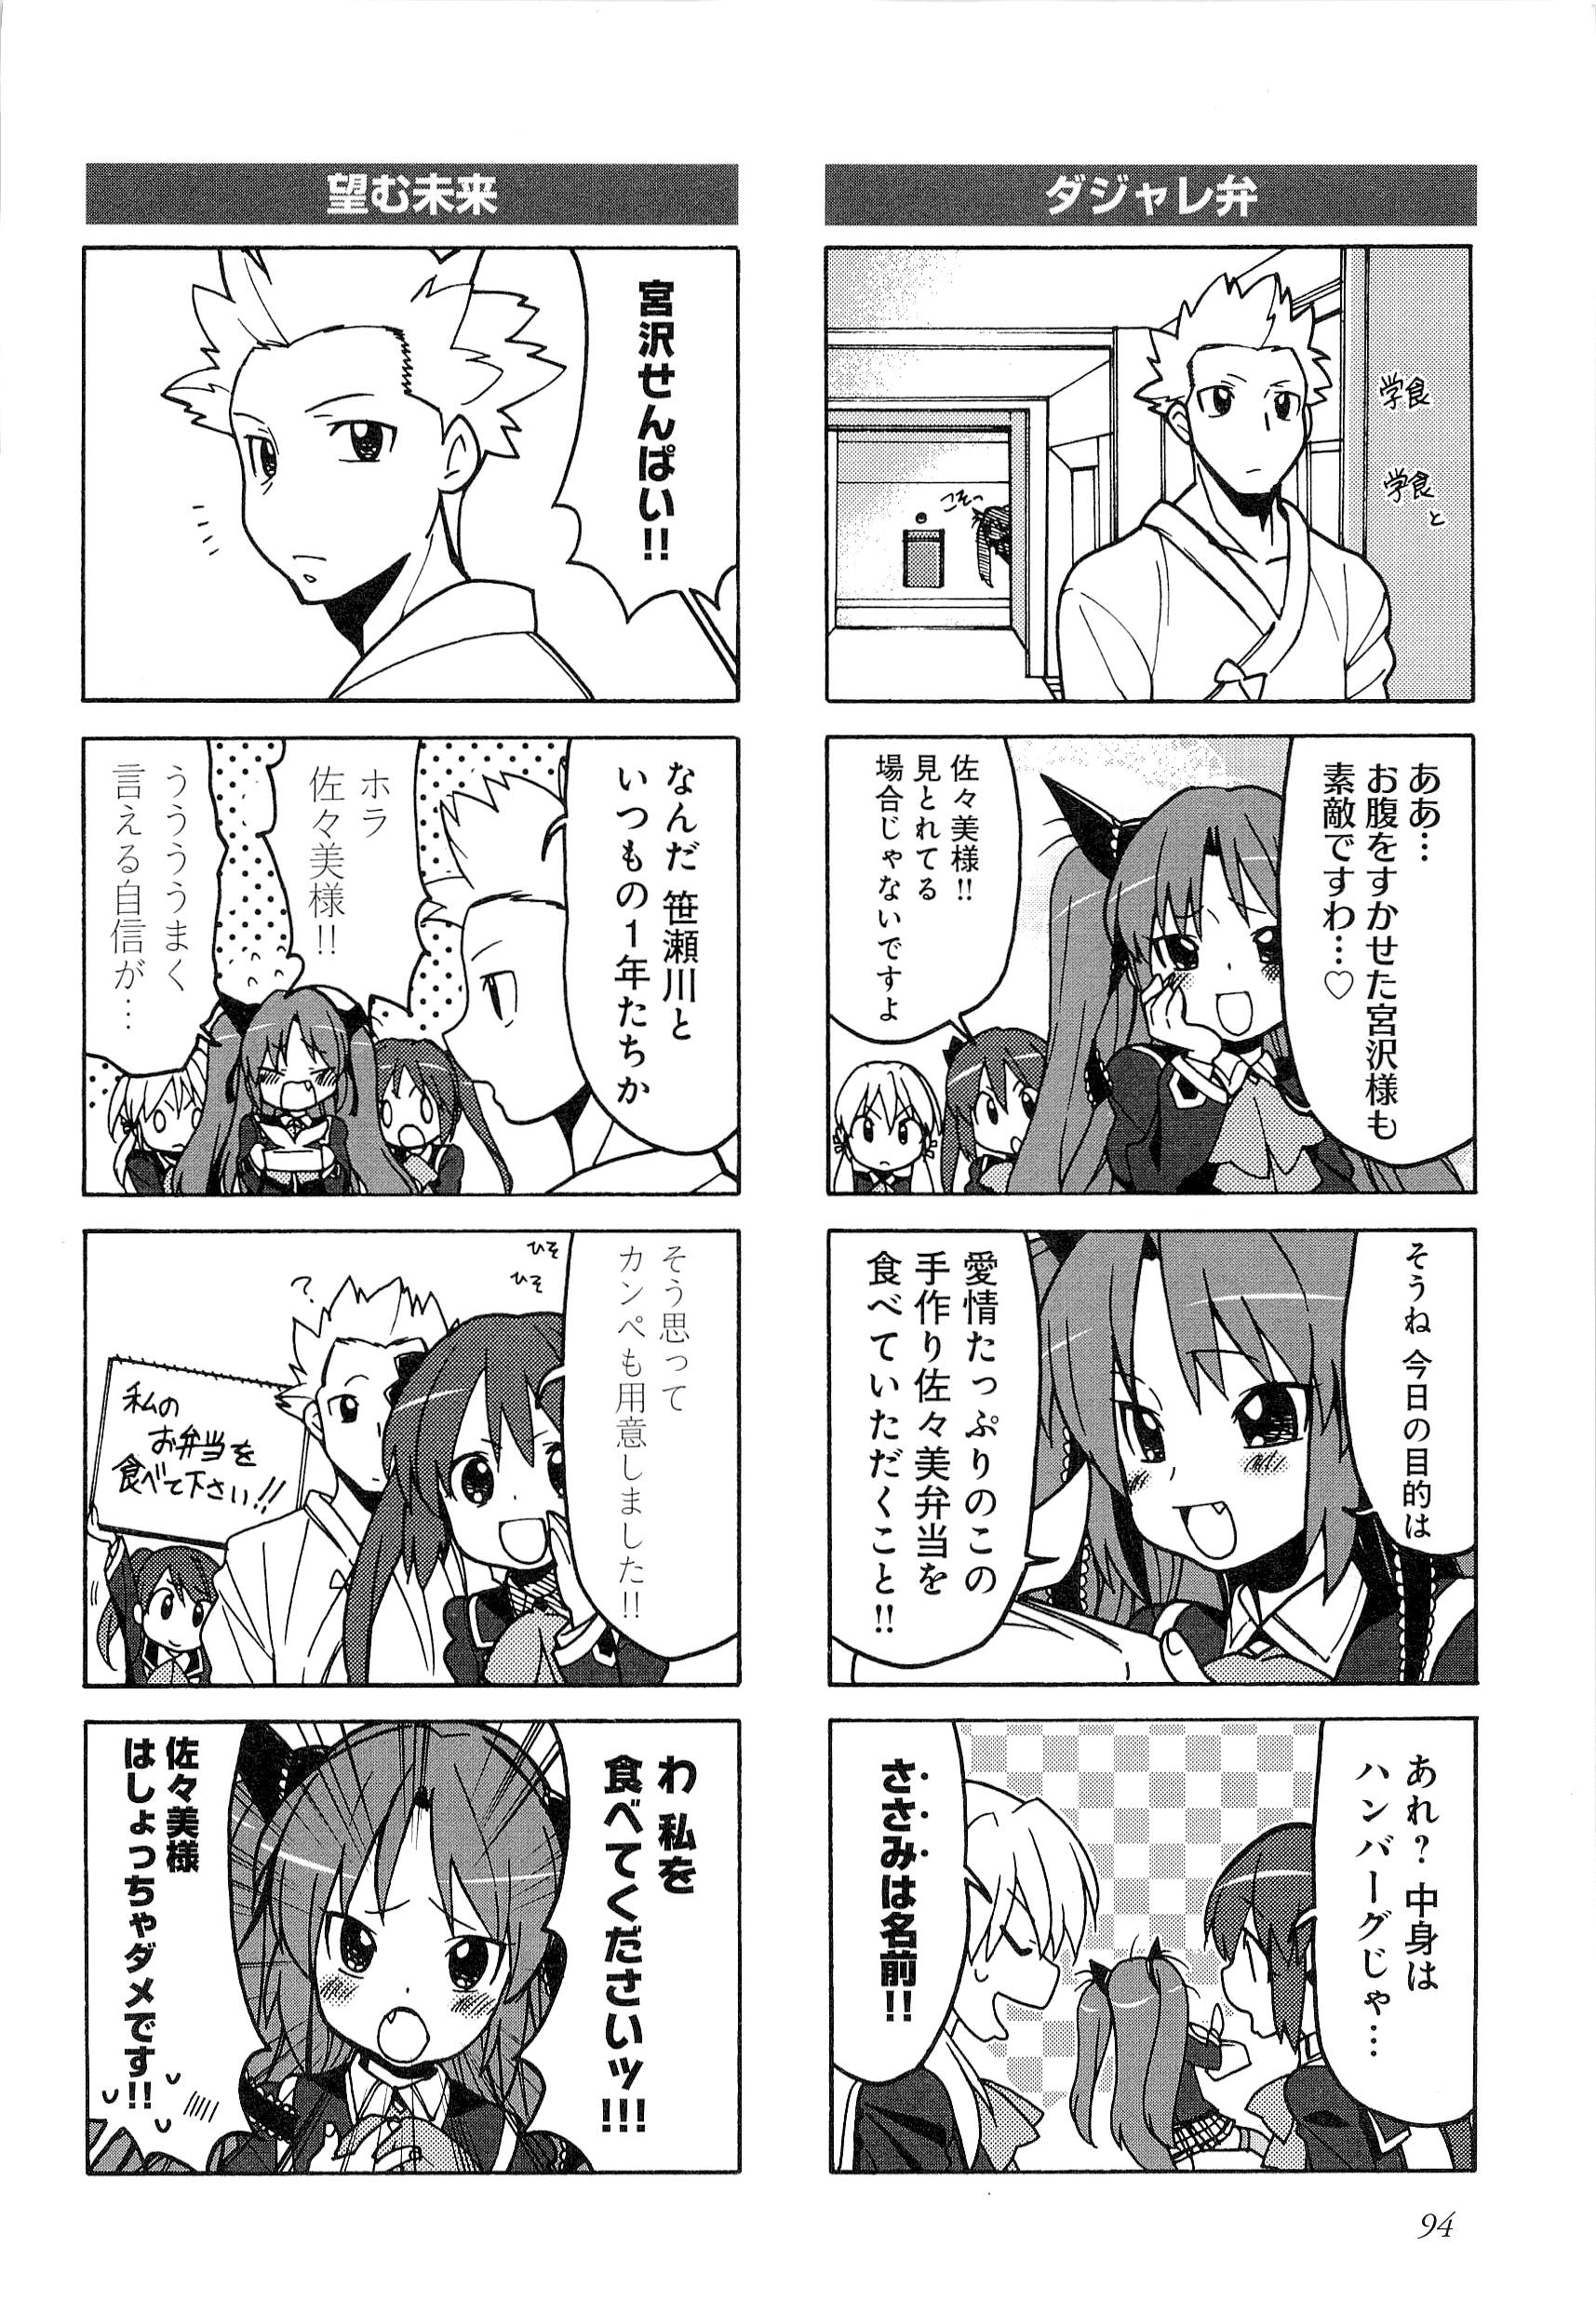 ダジャレ弁
学食
学食
と
こそっ
ああ…
お腹をすかせた宮沢様も
素敵ですわ…♡
佐々美様!!
見とれてる
場合じゃないですよ
そうね 今日の目的は
愛情たっぷりのこの
手作り佐々美弁当を
食べていただくこと!!
あれ? 中身は
ハンバーグじゃ…
ささみは名前!!
望む未来
宮沢せんぱい!!
なんだ 笹瀬川と
いつもの1年たちか
ホラ
佐々美様!!
うううううまく
言える自信が…
そう思って
カンペも用意しました!!
ひそ
ひそ
?
私の
お弁当を
食べて下さい!!
わ 私を
食べてくださいッ!!!
佐々美様
はしょっちゃダメです!!
94